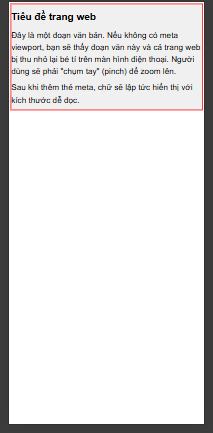 Tiêu đề trang web
Đây là một đoạn văn bản. Nếu không có meta
viewport, bạn sẽ thấy đoạn văn này và cả trang web
bị thu nhỏ lại bé tí trên màn hình điện thoại. Người
dùng sẽ phải "chụm tay" (pinch) để zoom lên.
Sau khi thêm thẻ meta, chữ sẽ lập tức hiển thị với
kích thước dễ đọc.